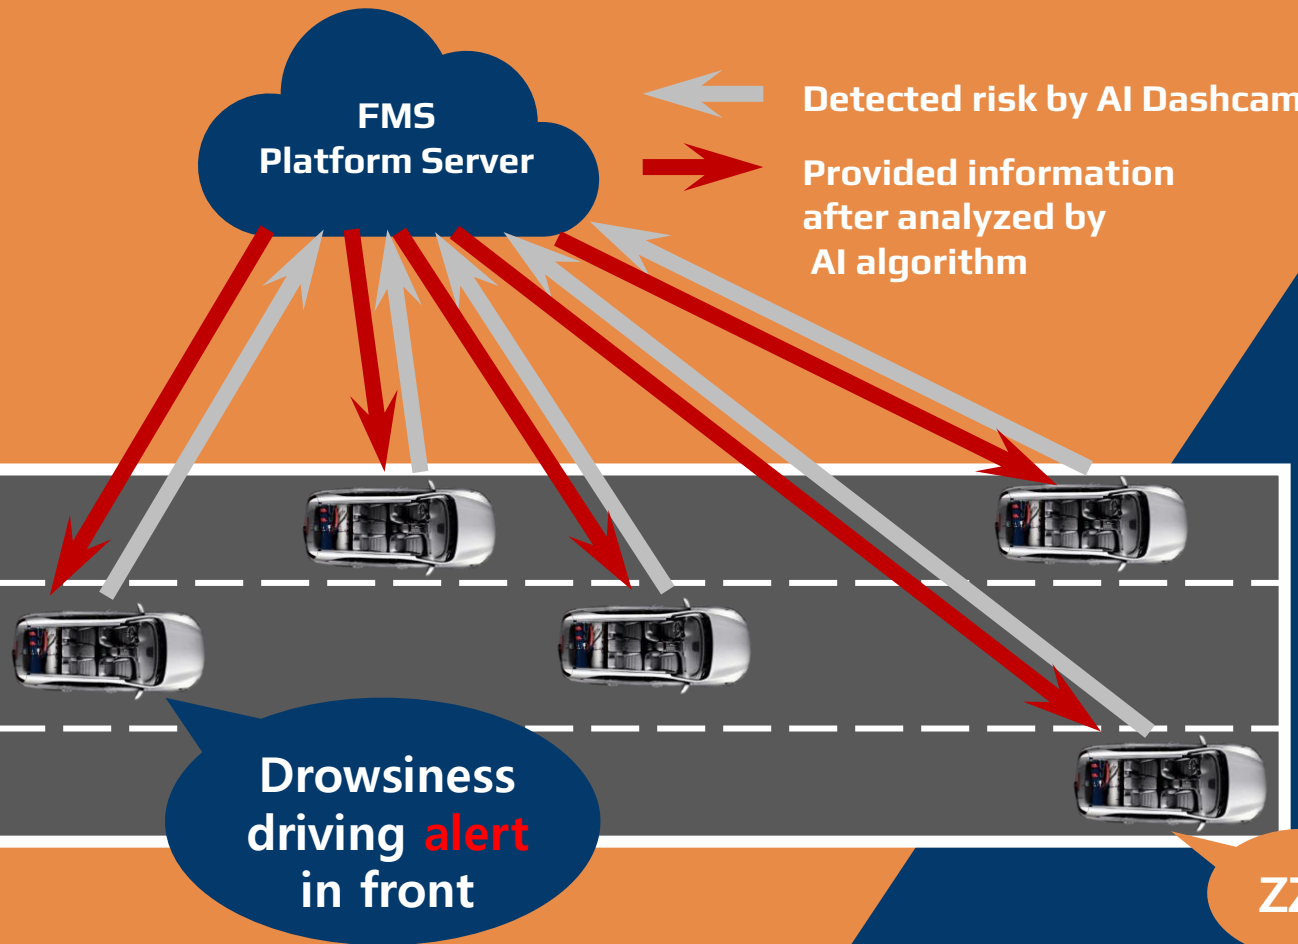 FMS
Platform Server
Detected risk by AI Dashcam
Provided information
after analyzed by
AI algorithm
Drowsiness
driving alert
in front